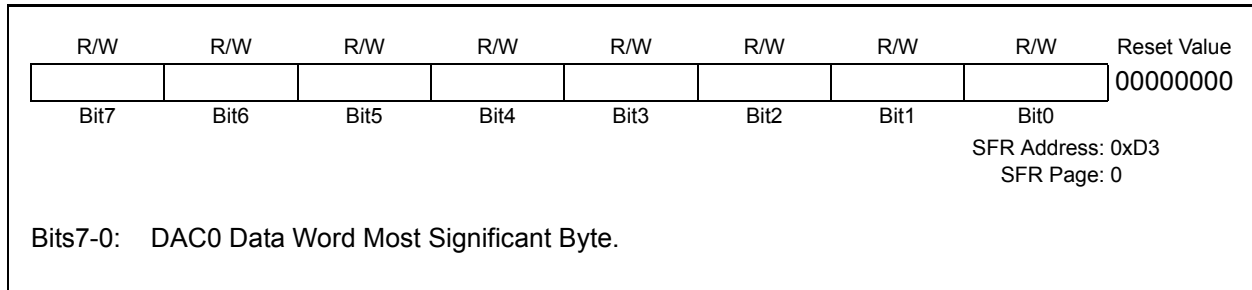 R/W R/W R/W R/W R/W R/W R/W R/W Reset Value
00000000
Bit7 Bit6 Bit5 Bit4 Bit3 Bit2 Bit1 Bit0
SFR Address: 0xD3
SFR Page: 0
Bits7-0: DAC0 Data Word Most Significant Byte.